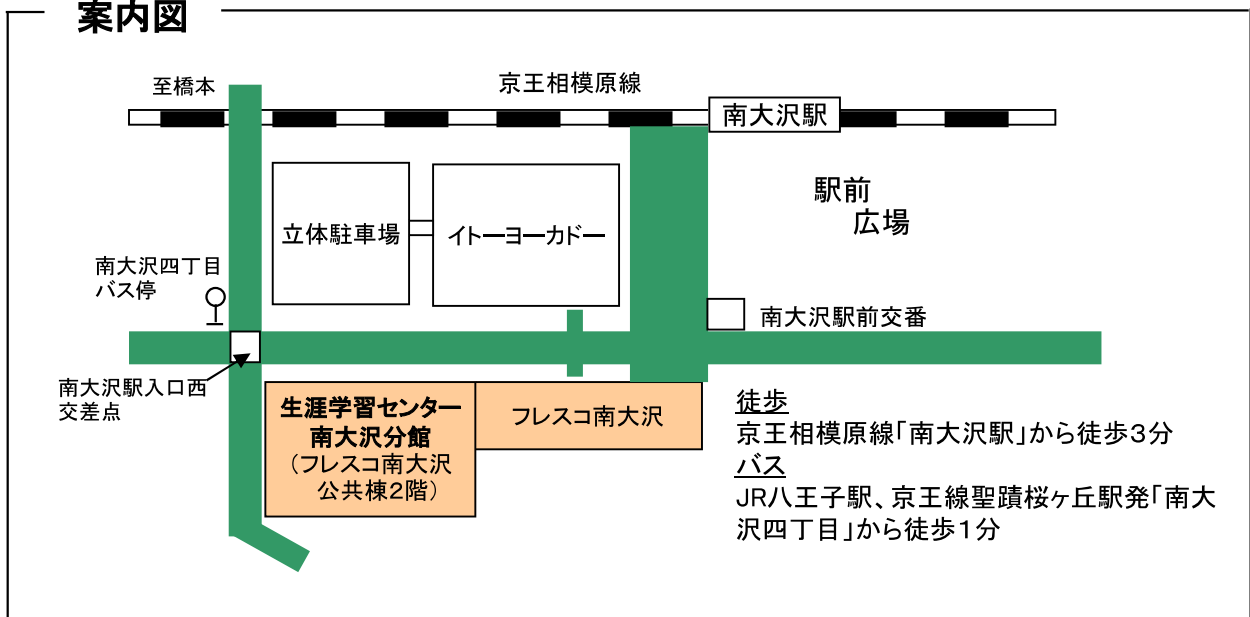 案内図
至橋本
京王相模原線
南大沢駅
駅前
広場
立体駐車場
イトーヨーカドー
南大沢四丁目
バス停
南大沢駅前交番
南大沢駅入口西
交差点
生涯学習センター
南大沢分館
（フレスコ南大沢
公共棟２階）
フレスコ南大沢
徒歩
京王相模原線｢南大沢駅｣から徒歩３分
バス
JR八王子駅、京王線聖蹟桜ヶ丘駅発｢南大
沢四丁目｣から徒歩１分